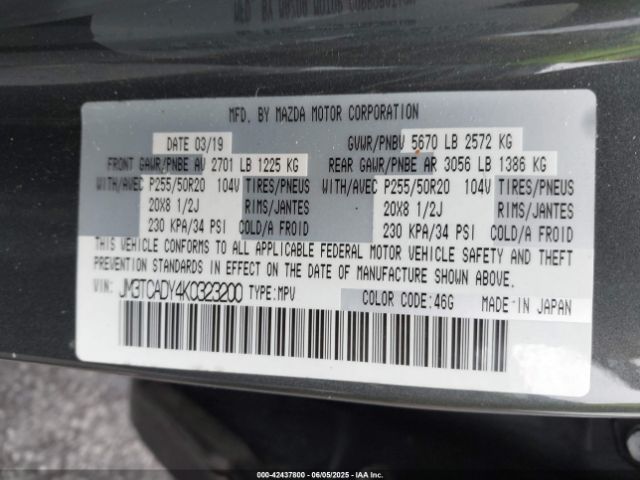 MFD. BY MAZDA MOTOR CORPORATION
DATE 03/19 GVWR/PNBV 5670 LB 2572 KG
FRONT GAWR/PNBE AV 2701 LB 1225 KG REAR GAWR/PNBE AR 3056 LB 1386 KG
WITH/AVEC P255/50R20 104V TIRES/PNEUS WITH/AVEC P255/50R20 104V TIRES/PNEUS
20X8 1/2J RIMS/JANTES 20X8 1/2J RIMS/JANTES
230 KPA/34 PSI COLD/A FROID 230 KPA/34 PSI COLD/A FROID
THIS VEHICLE CONFORMS TO ALL APPLICABLE FEDERAL MOTOR VEHICLE SAFETY AND THEFT
PREVENTION STANDARDS IN EFFECT ON THE DATE OF MANUFACTURE SHOWN ABOVE.
VIN: JM3TCADY4K0323200 TYPE:MPV COLOR CODE:46G MADE IN JAPAN
000-42437800 - 06/05/2025 - IAAI.com